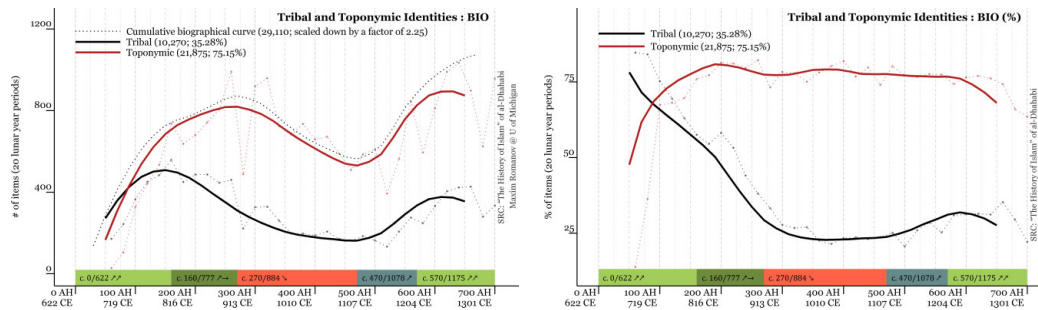 Tribal and Toponymic Identities : BIO
Cumulative biographical curve (29,110; scaled down by a factor of 2.25)
Tribal (10,270; 35.28%)
Toponymic (21,875; 75.15%)
# of items (20 lunar year periods)
1200
800
400
0
SRC: "The History of Islam" of al-Dhahabi
Maxim Romanov @ U of Michigan
c. 0/622 ↗↗ c. 160/777 ↗→ c. 270/884 ↘ c. 470/1078 ↗ c. 570/1175 ↗↗
0 AH 100 AH 200 AH 300 AH 400 AH 500 AH 600 AH 700 AH
622 CE 719 CE 816 CE 913 CE 1010 CE 1107 CE 1204 CE 1301 CE
Tribal and Toponymic Identities : BIO (%)
Tribal (10,270; 35.28%)
Toponymic (21,875; 75.15%)
% of items (20 lunar year periods)
75
50
25
SRC: "The History of Islam" of al-Dhahabi
c. 0/622 ↗↗ c. 160/777 ↗→ c. 270/884 ↘ c. 470/1078 ↗ c. 570/1175 ↗↗
0 AH 100 AH 200 AH 300 AH 400 AH 500 AH 600 AH 700 AH
622 CE 719 CE 816 CE 913 CE 1010 CE 1107 CE 1204 CE 1301 CE